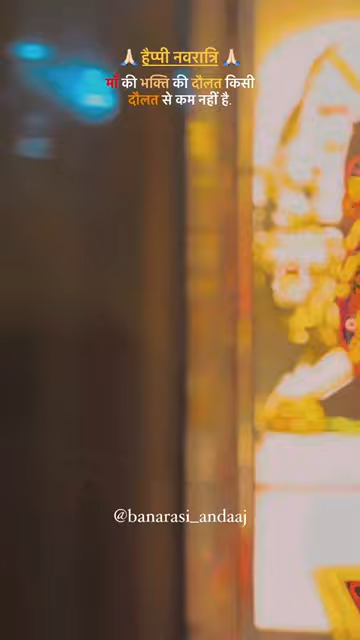 🙏🏻 हैप्पी नवरात्रि 🙏🏻
माँ की भक्ति की दौलत किसी
दौलत से कम नहीं है.
@banarasi_andaaj